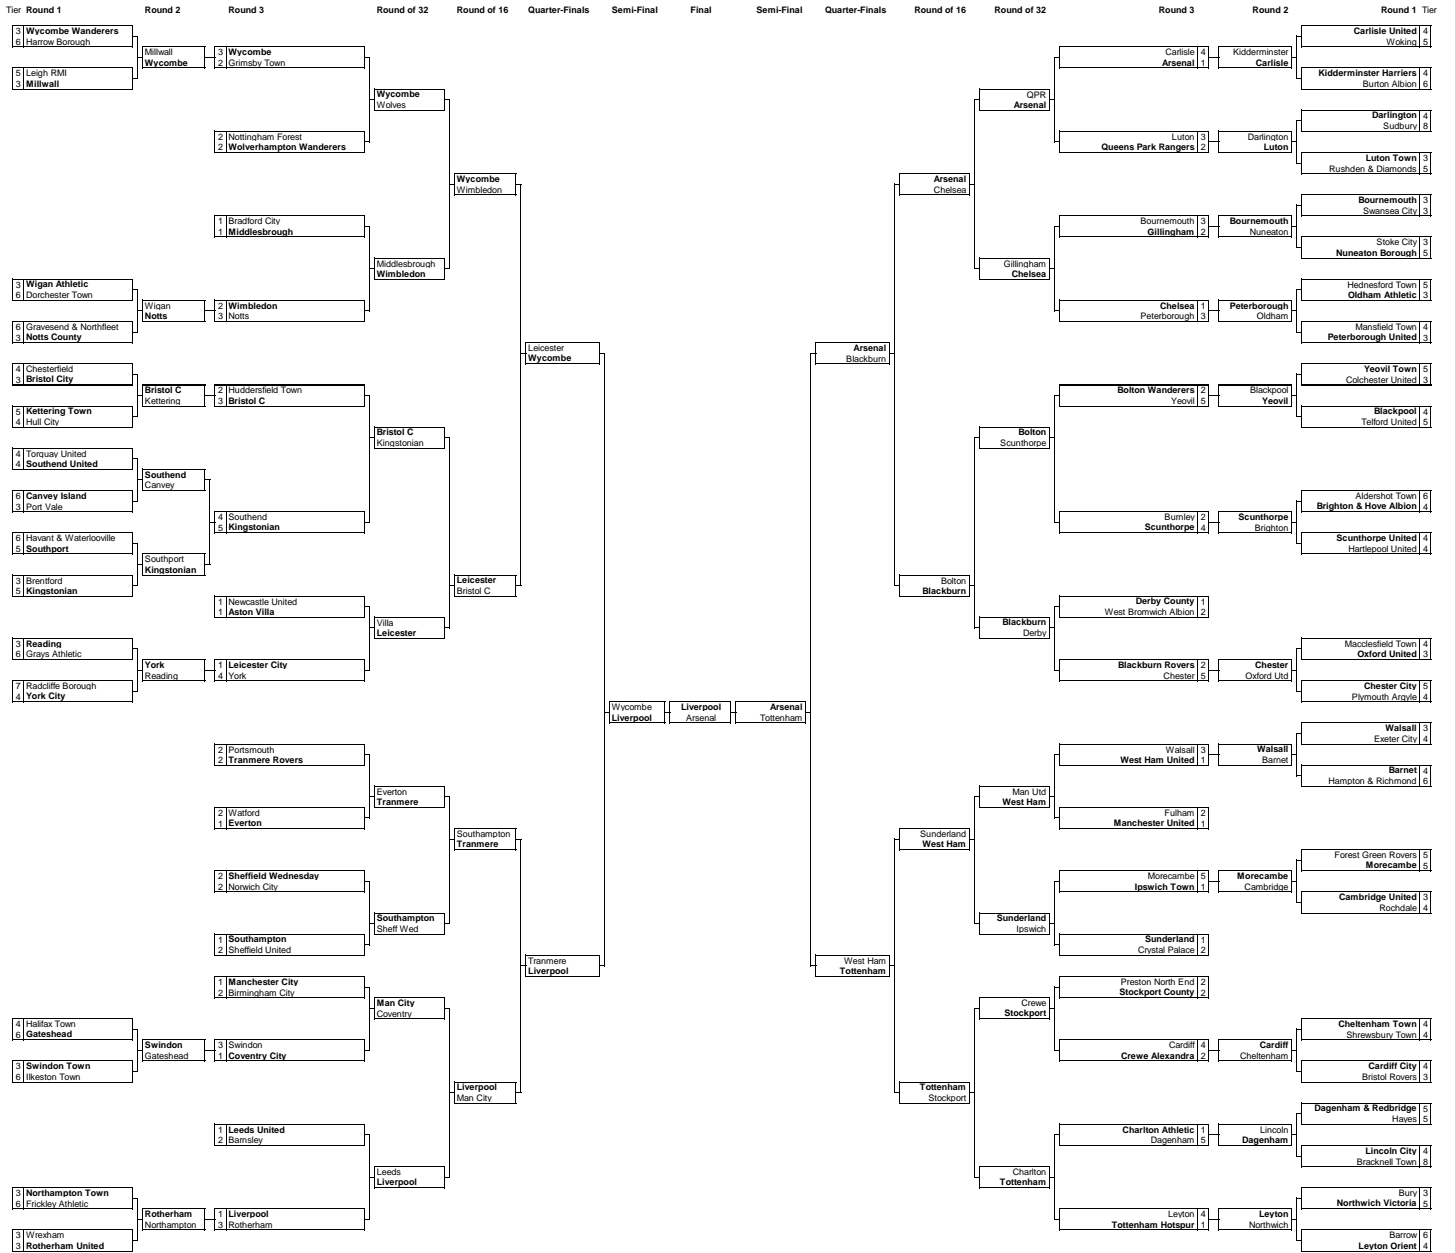 Tier Round 1 Round 2 Round 3 Round of 32 Round of 16 Quarter-Finals Semi-Final Final Semi-Final Quarter-Finals Round of 16 Round of 32 Round 3 Round 2 Round 1 Tier
3 Wycombe Wanderers
6 Harrow Borough
5 Leigh RMI
3 Millwall
3 Wigan Athletic
6 Dorchester Town
6 Gravesend & Northfleet
3 Notts County
4 Chesterfield
3 Bristol City
5 Kettering Town
4 Hull City
4 Torquay United
4 Southend United
6 Canvey Island
3 Port Vale
6 Havant & Waterlooville
5 Southport
3 Brentford
5 Kingstonian
3 Reading
6 Grays Athletic
7 Radcliffe Borough
4 York City
4 Halifax Town
6 Gateshead
3 Swindon Town
6 Ilkeston Town
3 Northampton Town
6 Frickley Athletic
3 Wrexham
3 Rotherham United
Millwall
Wycombe
Wigan
Notts
Bristol C
Kettering
Southend
Canvey
Southport
Kingstonian
York
Reading
Swindon
Gateshead
Rotherham
Northampton
3 Wycombe
2 Grimsby Town
2 Nottingham Forest
2 Wolverhampton Wanderers
1 Bradford City
1 Middlesbrough
2 Wimbledon
3 Notts
2 Huddersfield Town
3 Bristol C
4 Southend
5 Kingstonian
1 Newcastle United
1 Aston Villa
1 Leicester City
4 York
2 Portsmouth
2 Tranmere Rovers
2 Watford
1 Everton
2 Sheffield Wednesday
2 Norwich City
1 Southampton
2 Sheffield United
1 Manchester City
2 Birmingham City
3 Swindon
1 Coventry City
1 Leeds United
2 Barnsley
1 Liverpool
3 Rotherham
Wycombe
Wolves
Middlesbrough
Wimbledon
Bristol C
Kingstonian
Villa
Leicester
Everton
Tranmere
Southampton
Sheff Wed
Man City
Coventry
Leeds
Liverpool
Wycombe
Wimbledon
Leicester
Bristol C
Southampton
Tranmere
Liverpool
Man City
Leicester
Wycombe
Tranmere
Liverpool
Wycombe
Liverpool
Liverpool
Arsenal
Arsenal
Tottenham
Arsenal
Blackburn
West Ham
Tottenham
Arsenal
Chelsea
Bolton
Blackburn
Sunderland
West Ham
Tottenham
Stockport
QPR
Arsenal
Gillingham
Chelsea
Bolton
Scunthorpe
Blackburn
Derby
Man Utd
West Ham
Sunderland
Ipswich
Crewe
Stockport
Charlton
Tottenham
Carlisle 4
Arsenal 1
Luton 3
Queens Park Rangers 2
Bournemouth 3
Gillingham 2
Chelsea 1
Peterborough 3
Bolton Wanderers 2
Yeovil 5
Burnley 2
Scunthorpe 4
Derby County 1
West Bromwich Albion 2
Blackburn Rovers 2
Chester 5
Walsall 3
West Ham United 1
Fulham 2
Manchester United 1
Morecambe 5
Ipswich Town 1
Sunderland 1
Crystal Palace 2
Preston North End 2
Stockport County 2
Cardiff 4
Crewe Alexandra 2
Charlton Athletic 1
Dagenham 5
Leyton 4
Tottenham Hotspur 1
Kidderminster
Carlisle
Darlington
Luton
Bournemouth
Nuneaton
Peterborough
Oldham
Blackpool
Yeovil
Scunthorpe
Brighton
Chester
Oxford Utd
Walsall
Barnet
Morecambe
Cambridge
Cardiff
Cheltenham
Lincoln
Dagenham
Leyton
Northwich
Carlisle United 4
Woking 5
Kidderminster Harriers 4
Burton Albion 6
Darlington 4
Sudbury 8
Luton Town 3
Rushden & Diamonds 5
Bournemouth 3
Swansea City 3
Stoke City 3
Nuneaton Borough 5
Hednesford Town 5
Oldham Athletic 3
Mansfield Town 4
Peterborough United 3
Yeovil Town 5
Colchester United 3
Blackpool 4
Telford United 5
Aldershot Town 6
Brighton & Hove Albion 4
Scunthorpe United 4
Hartlepool United 4
Macclesfield Town 4
Oxford United 3
Chester City 5
Plymouth Argyle 4
Walsall 3
Exeter City 4
Barnet 4
Hampton & Richmond 6
Forest Green Rovers 5
Morecambe 5
Cambridge United 3
Rochdale 4
Cheltenham Town 4
Shrewsbury Town 4
Cardiff City 4
Bristol Rovers 3
Dagenham & Redbridge 5
Hayes 5
Lincoln City 4
Bracknell Town 8
Bury 3
Northwich Victoria 5
Barrow 6
Leyton Orient 4